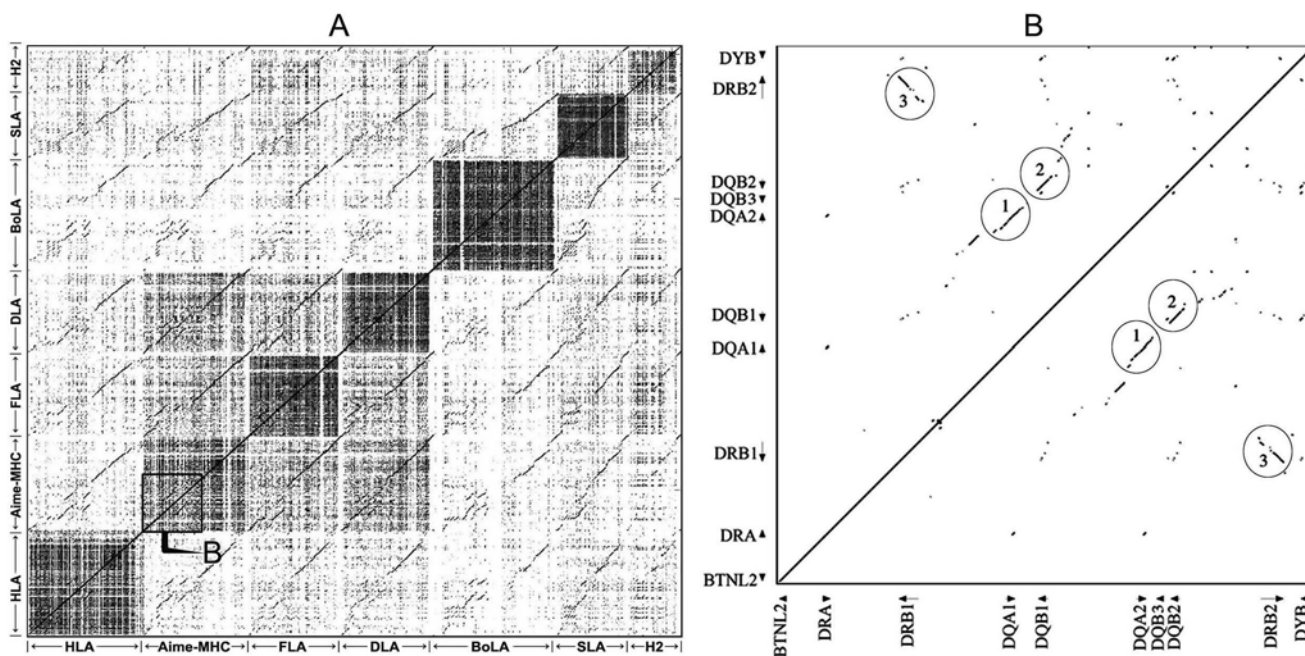 A
B
H2
SLA
BoLA
DLA
FLA
Aime-MHC
HLA
B
HLA
Aime-MHC
FLA
DLA
BoLA
SLA
H2
DYB
DRB2
DQB2
DQB3
DQA2
DQB1
DQA1
DRB1
DRA
BTNL2
3
2
1
2
1
3
BTNL2
DRA
DRB1
DQA1
DQB1
DQA2
DQB3
DQB2
DRB2
DYB